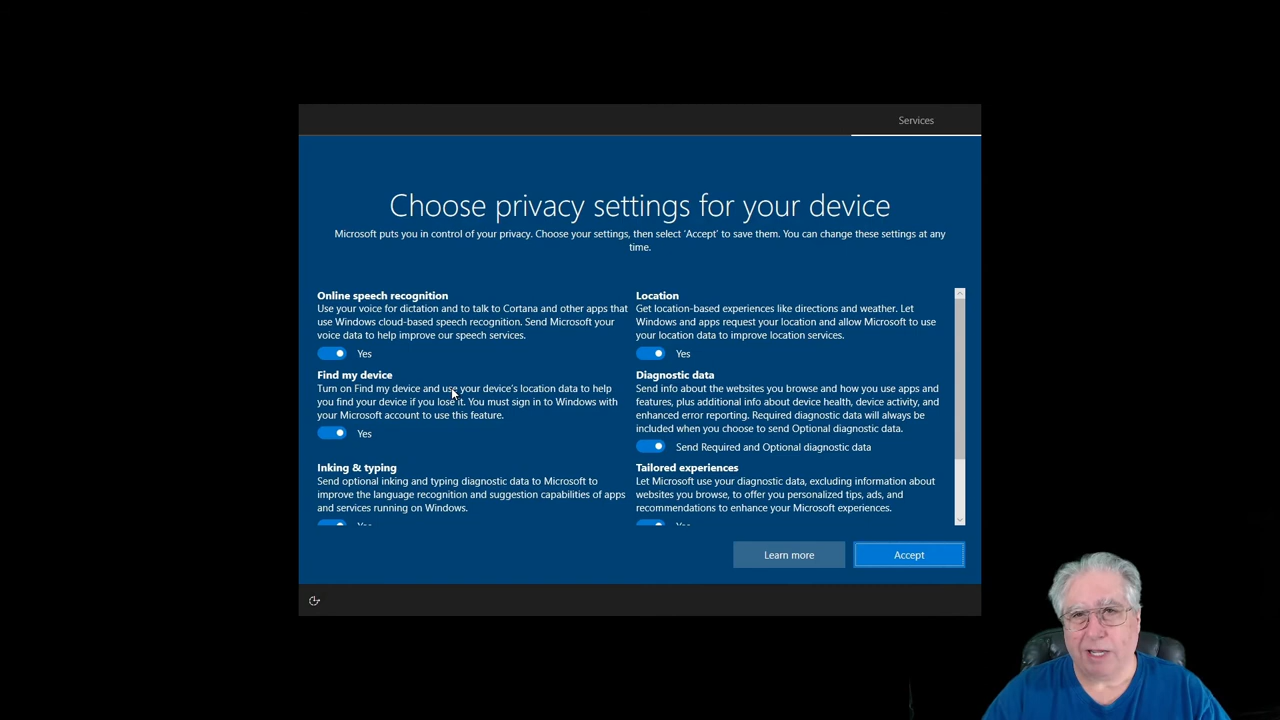 Services
Choose privacy settings for your device
Microsoft puts you in control of your privacy. Choose your settings, then select 'Accept' to save them. You can change these settings at any
time.
Online speech recognition
Use your voice for dictation and to talk to Cortana and other apps that
use Windows cloud-based speech recognition. Send Microsoft your
voice data to help improve our speech services.
Yes
Location
Get location-based experiences like directions and weather. Let
Windows and apps request your location and allow Microsoft to use
your location data to improve location services.
Yes
Find my device
Turn on Find my device and use your device's location data to help
you find your device if you lose it. You must sign in to Windows with
your Microsoft account to use this feature.
Yes
Diagnostic data
Send info about the websites you browse and how you use apps and
features, plus additional info about device health, device activity, and
enhanced error reporting. Required diagnostic data will always be
included when you choose to send Optional diagnostic data.
Send Required and Optional diagnostic data
Inking & typing
Send optional inking and typing diagnostic data to Microsoft to
improve the language recognition and suggestion capabilities of apps
and services running on Windows.
Yes
Tailored experiences
Let Microsoft use your diagnostic data, excluding information about
websites you browse, to offer you personalized tips, ads, and
recommendations to enhance your Microsoft experiences.
Yes
Learn more
Accept